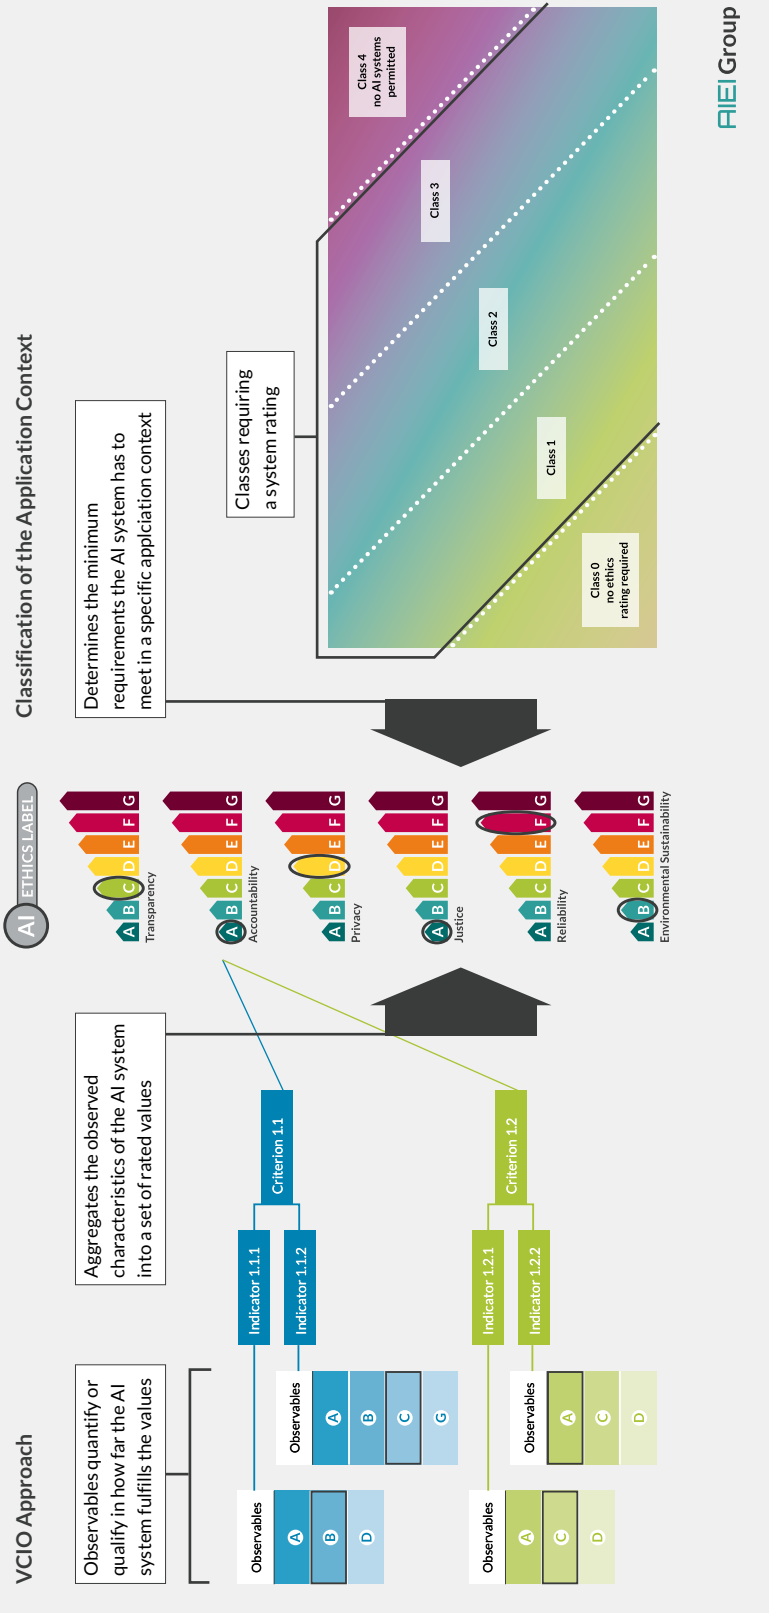 VCIO Approach
Observables quantify or
qualify in how far the AI
system fulfills the values
Aggregates the observed
characteristics of the AI system
into a set of rated values
Observables
A
B
D
Observables
A
B
C
G
Indicator 1.1.1
Indicator 1.1.2
Criterion 1.1
Observables
A
C
D
Observables
A
C
D
Indicator 1.2.1
Indicator 1.2.2
Criterion 1.2
AI ETHICS LABEL
A B C D E F G
Transparency
A B C D E F G
Accountability
A B C D E F G
Privacy
A B C D E F G
Justice
A B C D E F G
Reliability
A B C D E F G
Environmental Sustainability
Classification of the Application Context
Determines the minimum
requirements the AI system has to
meet in a specific applciation context
Classes requiring
a system rating
Class 4
no AI systems
permitted
Class 3
Class 2
Class 1
Class 0
no ethics
rating required
AIEI Group